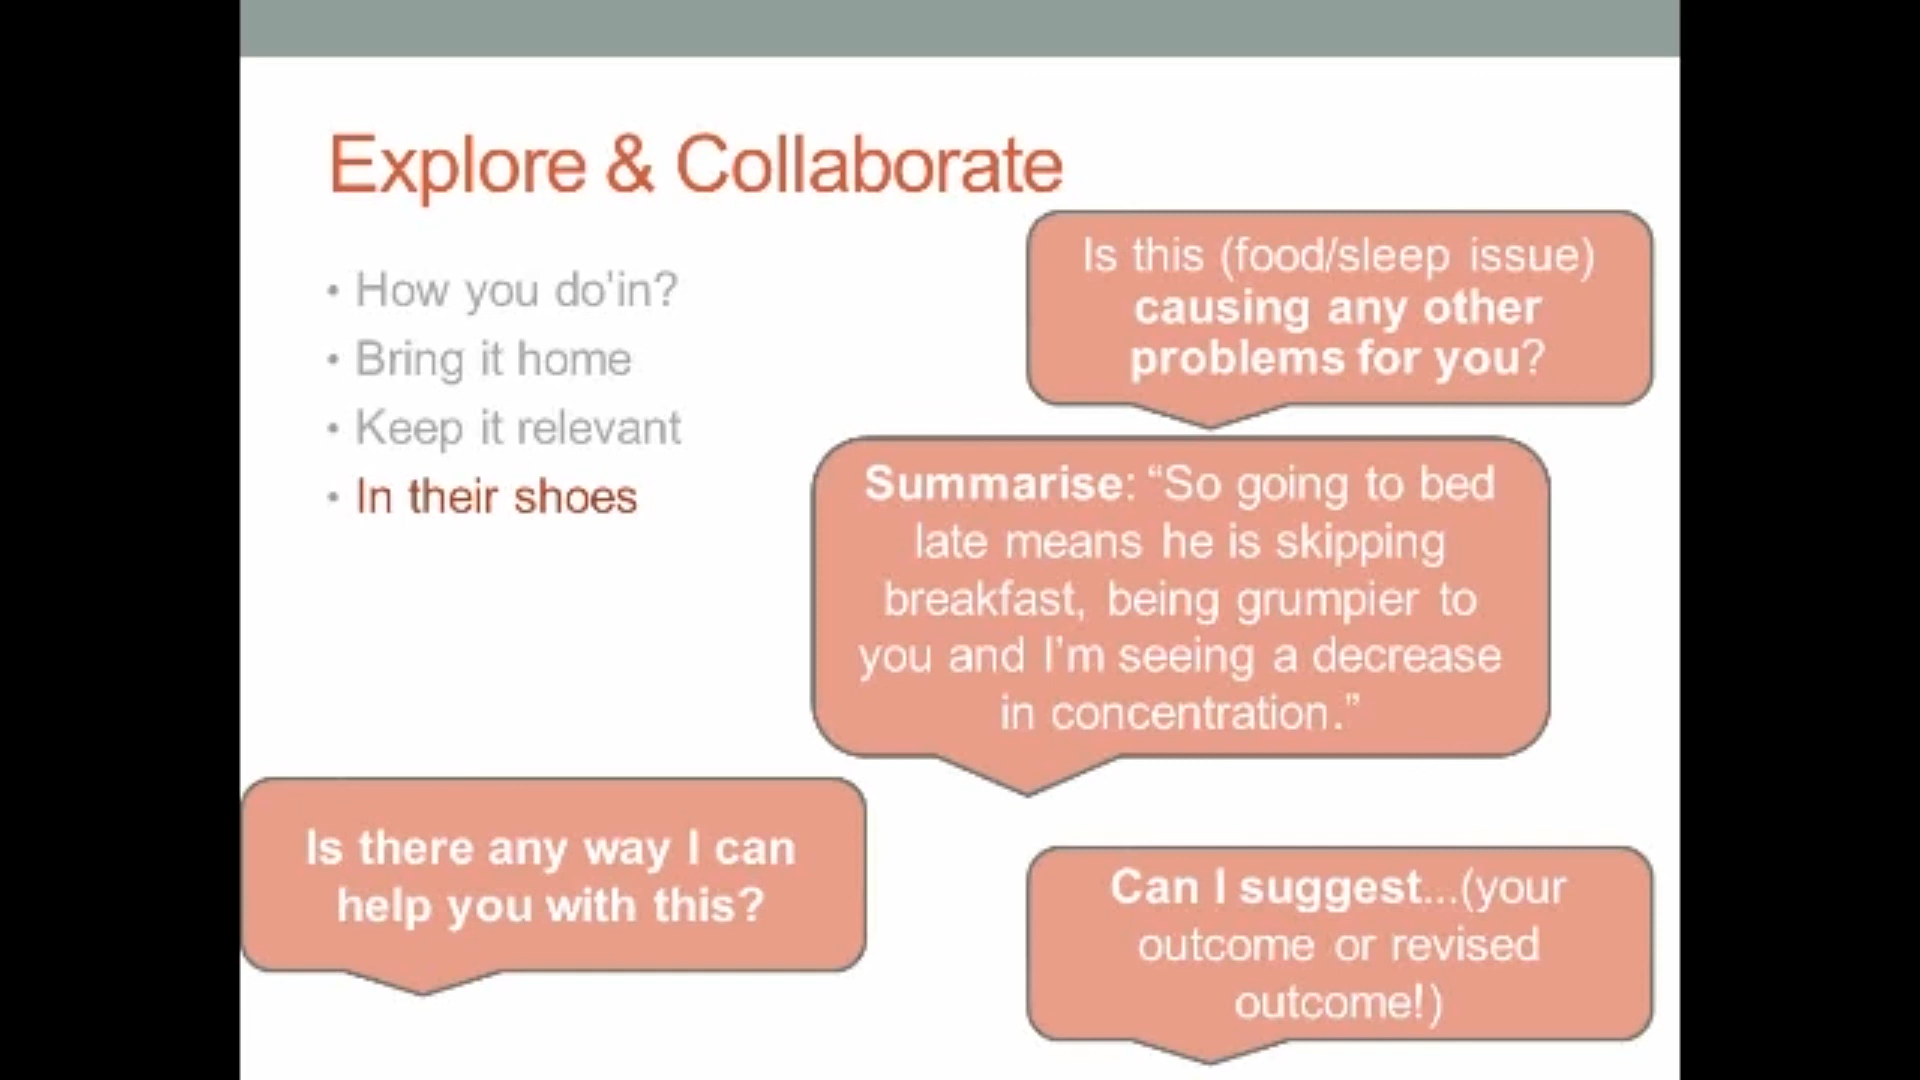 Explore & Collaborate
• How you do'in?
• Bring it home
• Keep it relevant
• In their shoes
Is this (food/sleep issue)
causing any other
problems for you?
Summarise: “So going to bed
late means he is skipping
breakfast, being grumpier to
you and I’m seeing a decrease
in concentration.”
Is there any way I can
help you with this?
Can I suggest...(your
outcome or revised
outcome!)